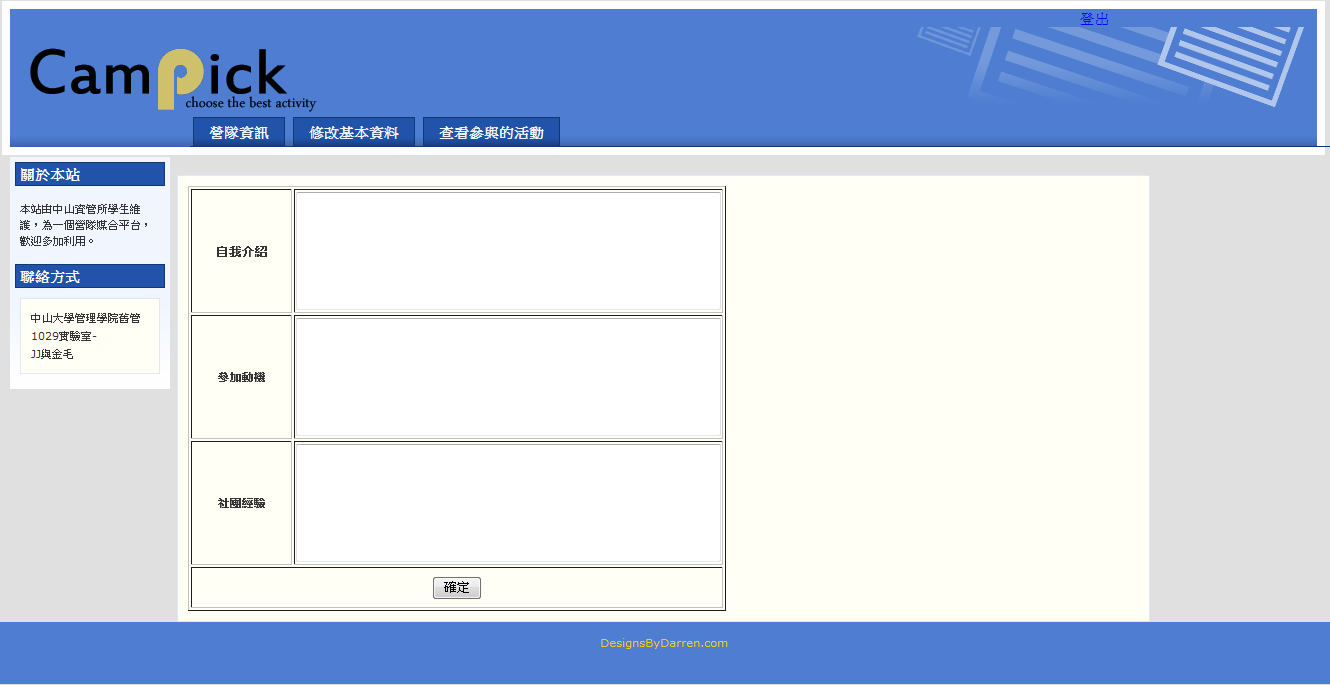 登出
Campick
choose the best activity
營隊資訊 修改基本資料 查看參與的活動
關於本站
本站由中山資管所學生維
護，為一個營隊媒合平台，
歡迎多加利用。
聯絡方式
中山大學管理學院舊管
1029實驗室-
JJ與金毛
自我介紹
參加動機
社團經驗
確定
DesignsByDarren.com